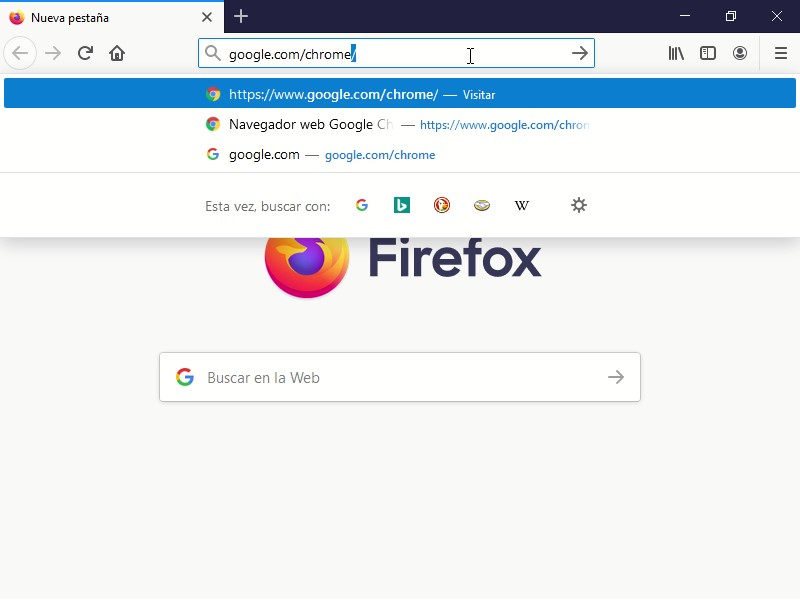 Nueva pestaña
google.com/chrome/
https://www.google.com/chrome/ — Visitar
Navegador web Google Ch — https://www.google.com/chrom
google.com — google.com/chrome
Esta vez, buscar con:
W
Firefox
Buscar en la Web